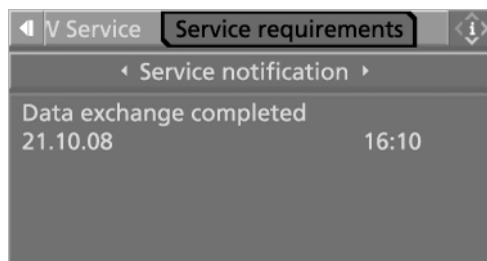 V Service Service requirements i
Service notification
Data exchange completed
21.10.08 16:10